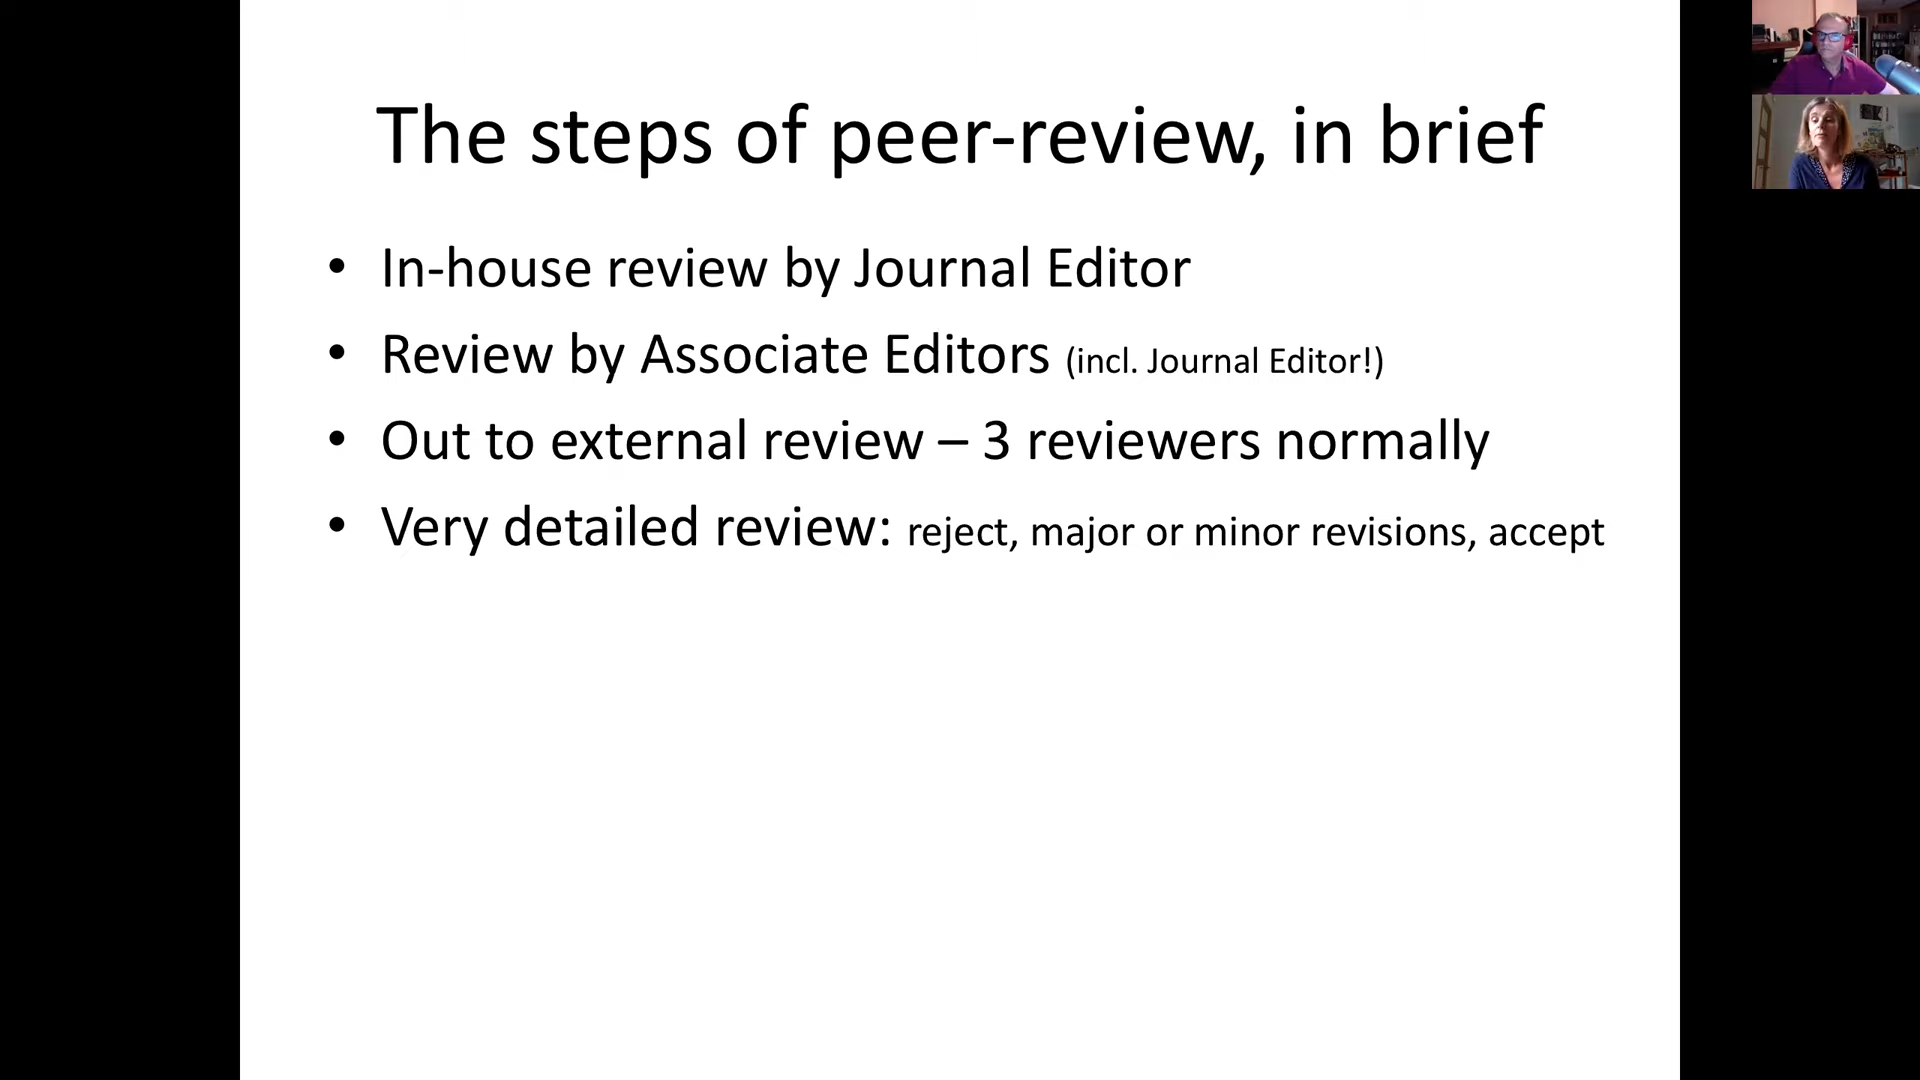 The steps of peer-review, in brief
• In-house review by Journal Editor
• Review by Associate Editors (incl. Journal Editor!)
• Out to external review – 3 reviewers normally
• Very detailed review: reject, major or minor revisions, accept